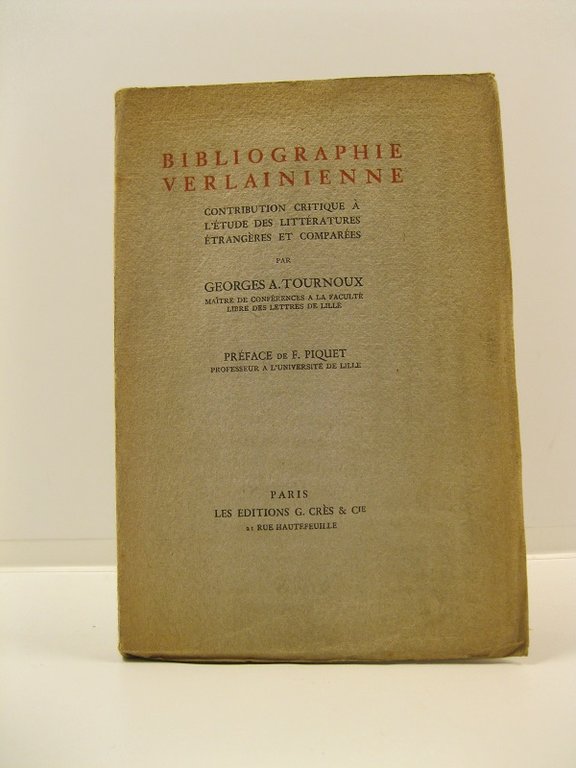 BIBLIOGRAPHIE
VERLAINIENNE
CONTRIBUTION CRITIQUE À
L'ÉTUDE DES LITTÉRATURES
ÉTRANGÈRES ET COMPARÉES
PAR
GEORGES A. TOURNOUX
MAÎTRE DE CONFÉRENCES A LA FACULTÉ
LIBRE DES LETTRES DE LILLE
PRÉFACE DE F. PIQUET
PROFESSEUR A L'UNIVERSITÉ DE LILLE
PARIS
LES EDITIONS G. CRÈS & CIE
21 RUE HAUTEFEUILLE